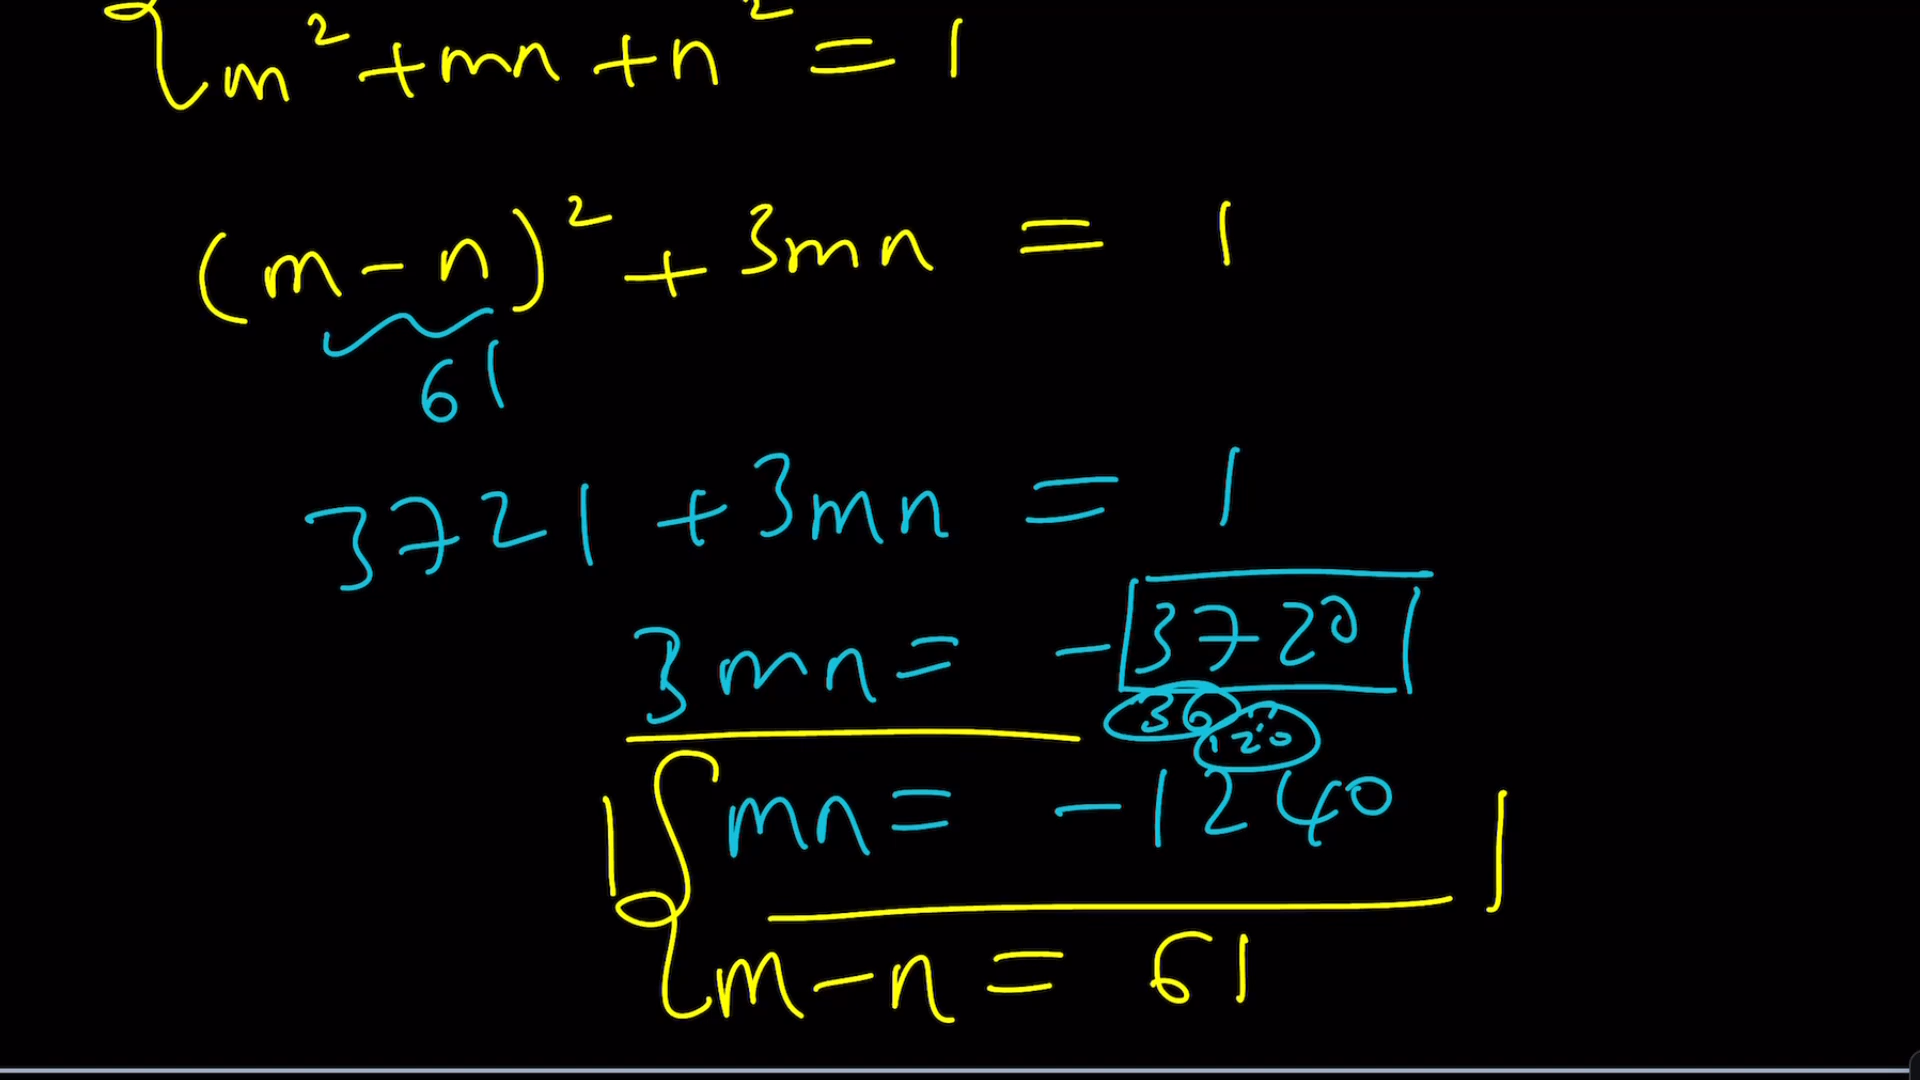 m² + mn + n² = 1
(m - n)² + 3mn = 1
61
3721 + 3mn = 1
3mn = -3720
36 120
mn = -1240
m - n = 61